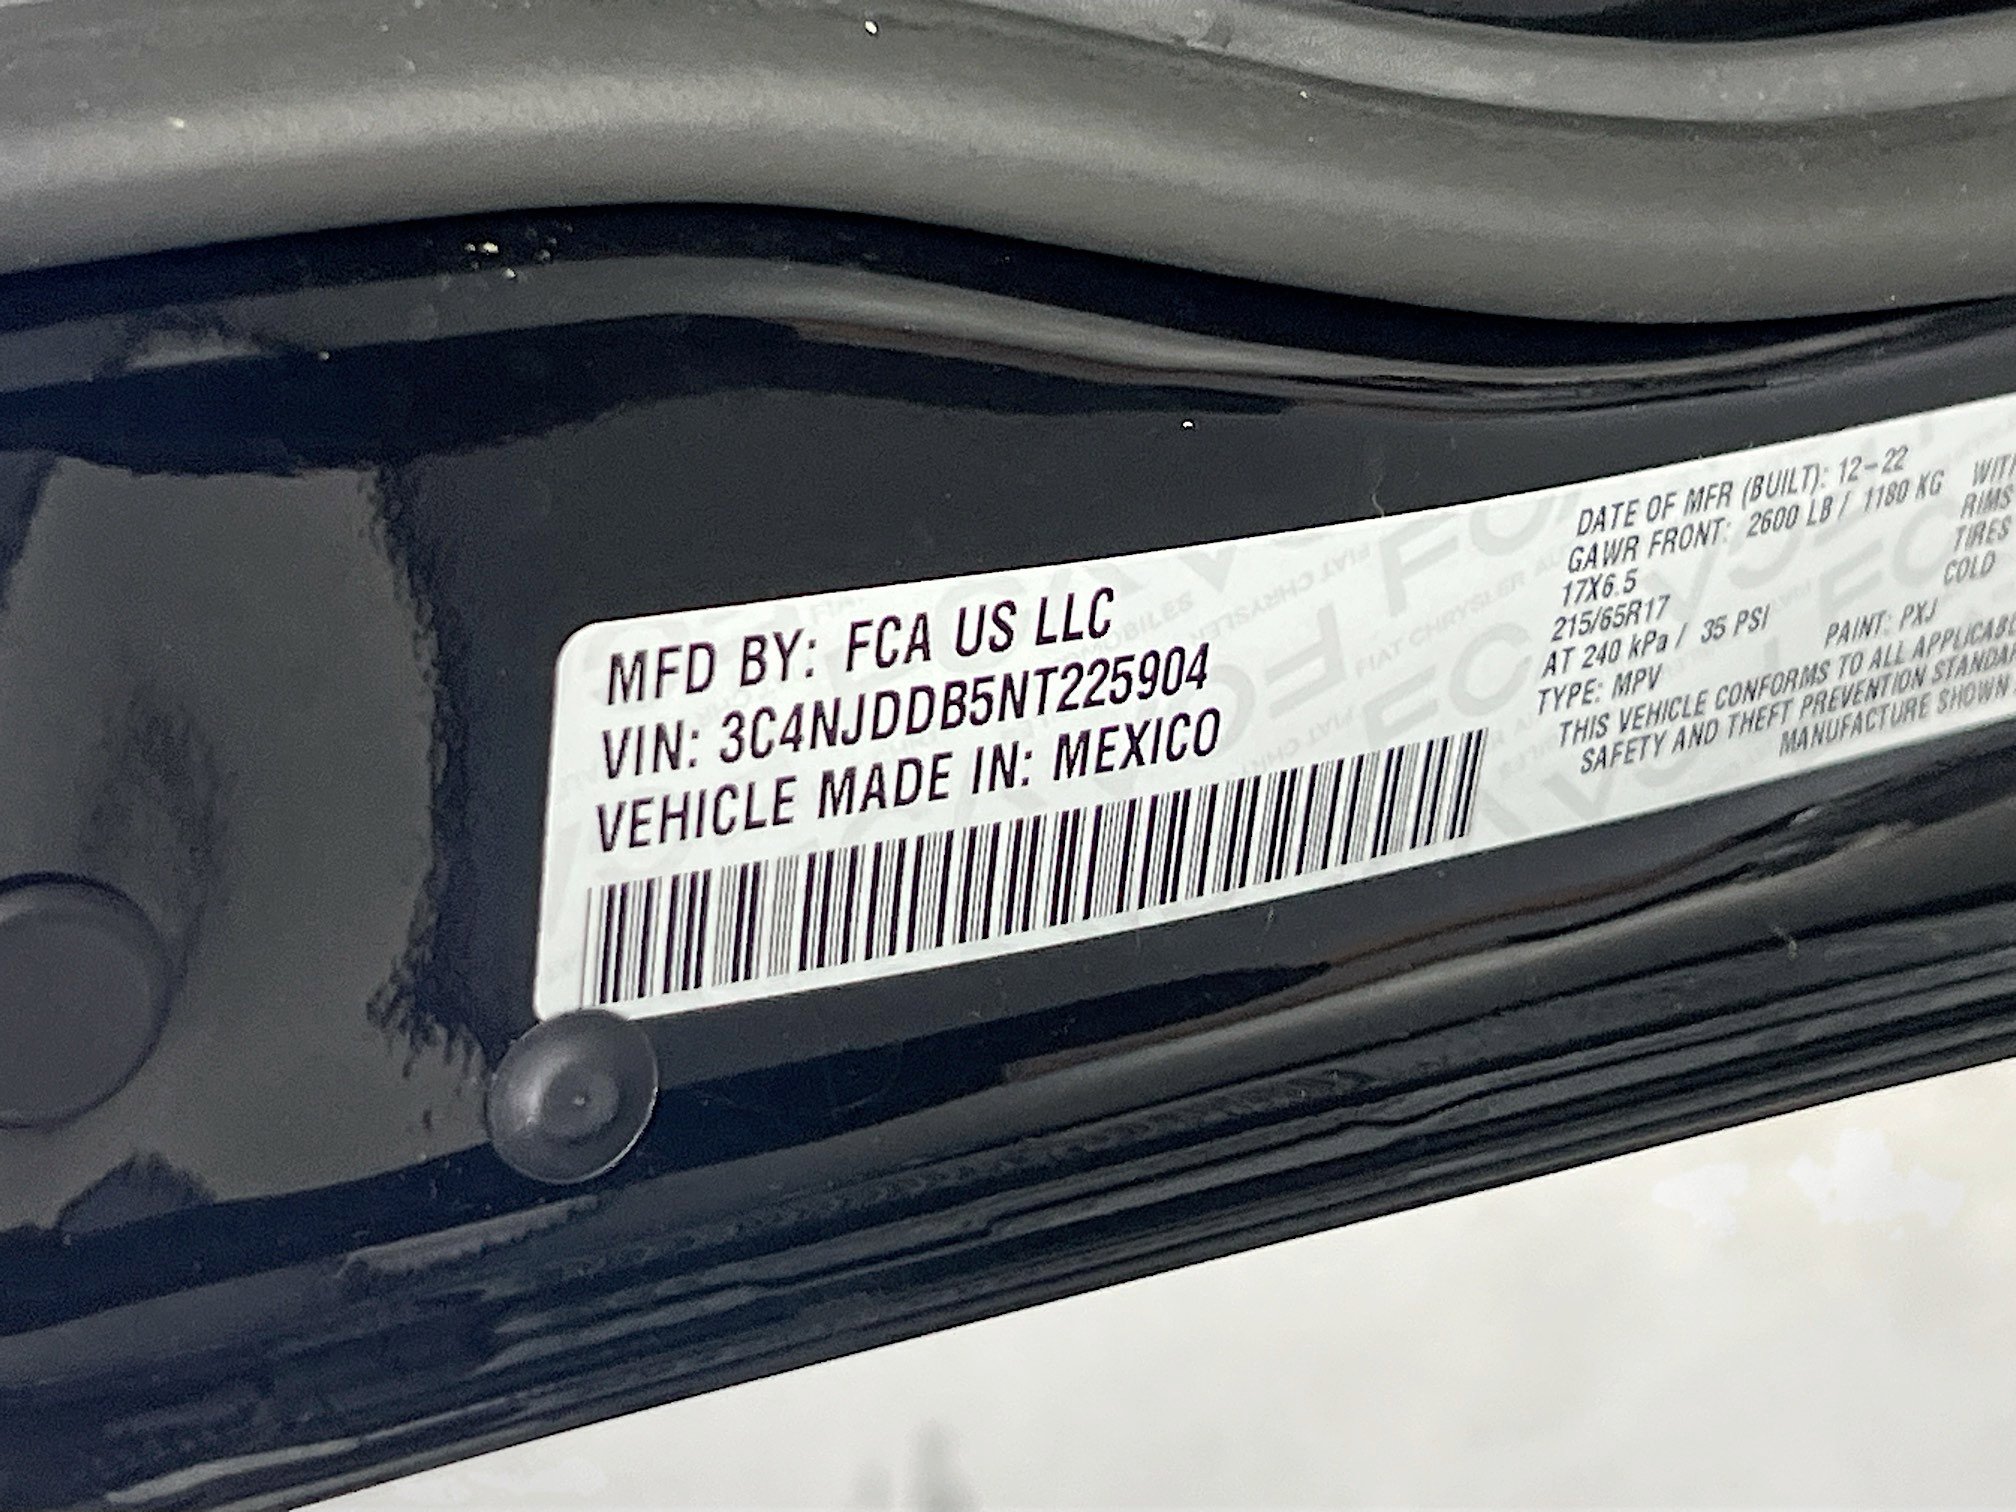 MFD BY: FCA US LLC
VIN: 3C4NJDDB5NT225904
VEHICLE MADE IN: MEXICO
DATE OF MFR (BUILT): 12-22
GAWR FRONT: 2600 LB / 1180 KG
17X6.5
215/65R17
AT 240 kPa / 35 PSI
TYPE: MPV
PAINT: PXJ
THIS VEHICLE CONFORMS TO ALL APPLICABLE
SAFETY AND THEFT PREVENTION
MANUFACTURE SHOWN
RIMS
TIRES
COLD